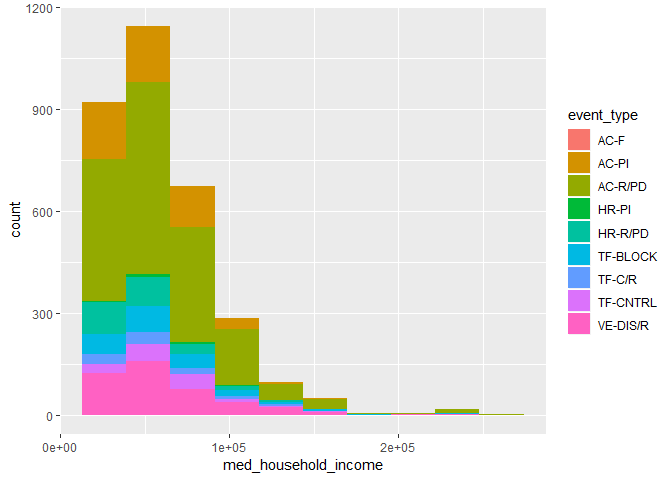 1200
900
600
300
0
count
0e+00
1e+05
2e+05
med_household_income
event_type
AC-F
AC-PI
AC-R/PD
HR-PI
HR-R/PD
TF-BLOCK
TF-C/R
TF-CNTRL
VE-DIS/R